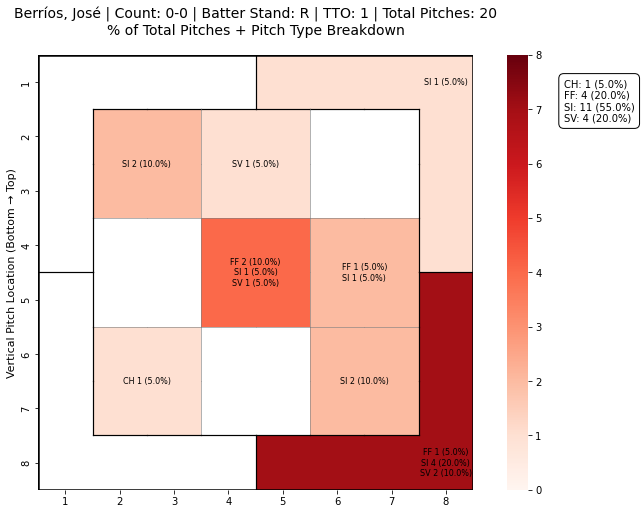 Berríos, José | Count: 0-0 | Batter Stand: R | TTO: 1 | Total Pitches: 20
% of Total Pitches + Pitch Type Breakdown
Vertical Pitch Location (Bottom → Top)
1
2
3
4
5
6
7
8
SI 1 (5.0%)
SI 2 (10.0%)
SV 1 (5.0%)
FF 2 (10.0%)
SI 1 (5.0%)
SV 1 (5.0%)
FF 1 (5.0%)
SI 1 (5.0%)
CH 1 (5.0%)
SI 2 (10.0%)
FF 1 (5.0%)
SI 4 (20.0%)
SV 2 (10.0%)
1
2
3
4
5
6
7
8
8
7
6
5
4
3
2
1
0
CH: 1 (5.0%)
FF: 4 (20.0%)
SI: 11 (55.0%)
SV: 4 (20.0%)